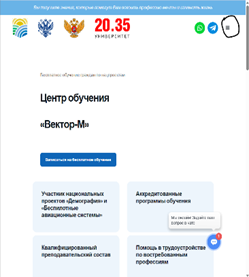 20.35
УНИВЕРСИТЕТ
Центр обучения
«Вектор-М»
Записаться на бесплатное обучение
Участник национальных
проектов «Демография» и
«Беспилотные
авиационные системы»
Аккредитованные
программы обучения
Квалифицированный
преподавательский состав
Помощь в трудоустройстве
по востребованным
профессиям